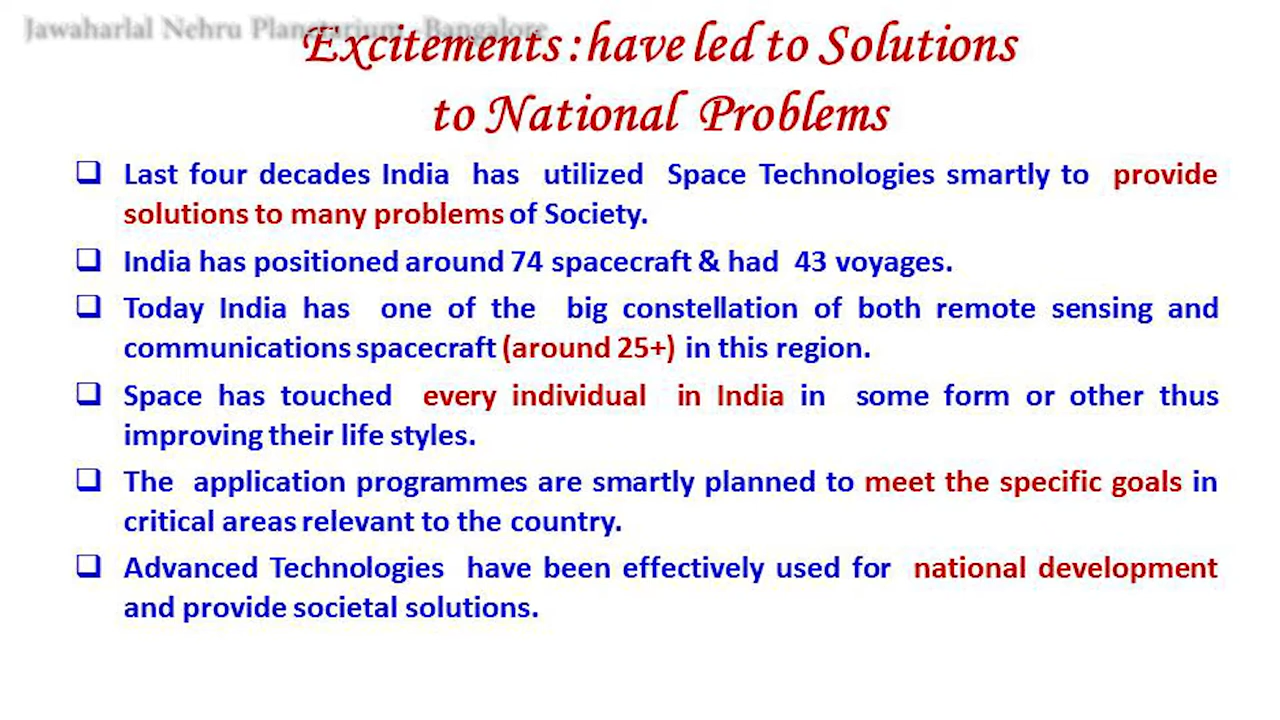 Jawaharlal Nehru Planetarium, Bangalore
Excitements : have led to Solutions
to National Problems
Last four decades India has utilized Space Technologies smartly to provide
solutions to many problems of Society.
India has positioned around 74 spacecraft & had 43 voyages.
Today India has one of the big constellation of both remote sensing and
communications spacecraft (around 25+) in this region.
Space has touched every individual in India in some form or other thus
improving their life styles.
The application programmes are smartly planned to meet the specific goals in
critical areas relevant to the country.
Advanced Technologies have been effectively used for national development
and provide societal solutions.